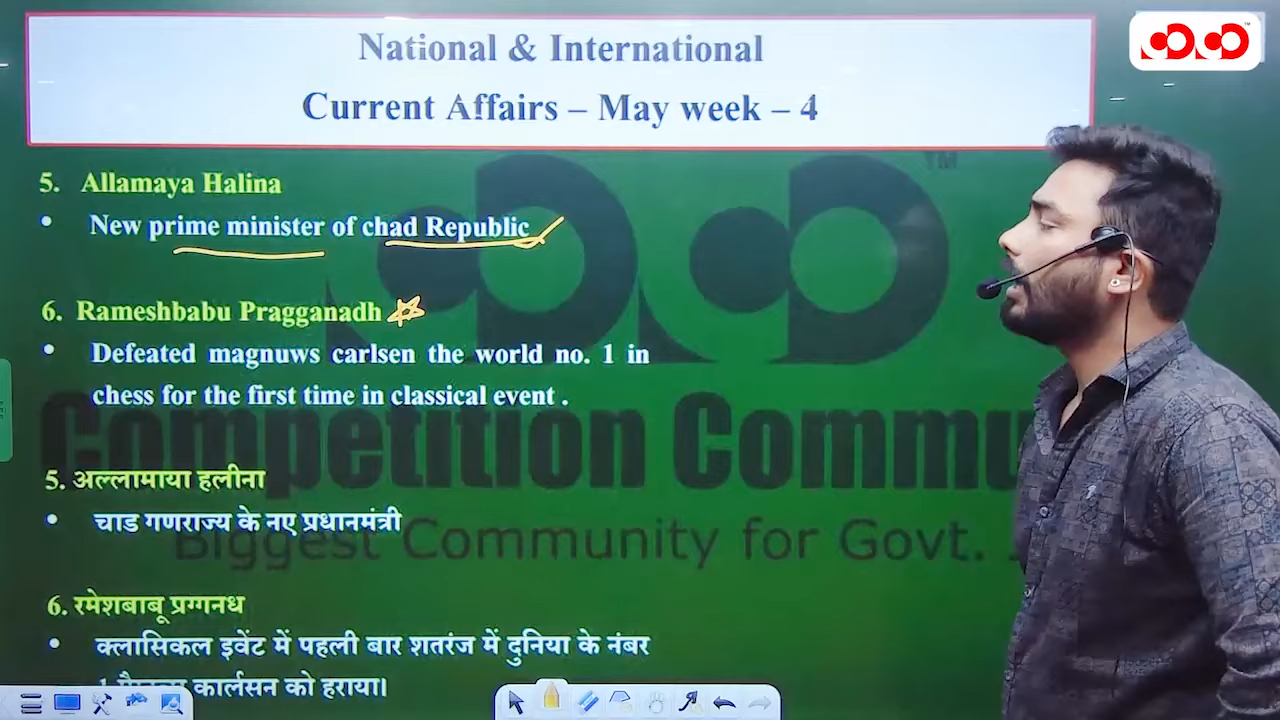 National & International
Current Affairs – May week – 4
5. Allamaya Halina
• New prime minister of chad Republic
6. Rameshbabu Pragganadh
• Defeated magnuws carlsen the world no. 1 in
chess for the first time in classical event .
Competition Commu
5. अल्लामाया हलीना
• चाड गणराज्य के नए प्रधानमंत्री
Biggest Community for Govt.
6. रमेशबाबू प्रग्गनध
• क्लासिकल इवेंट में पहली बार शतरंज में दुनिया के नंबर
1 कार्लसन को हराया।
TM